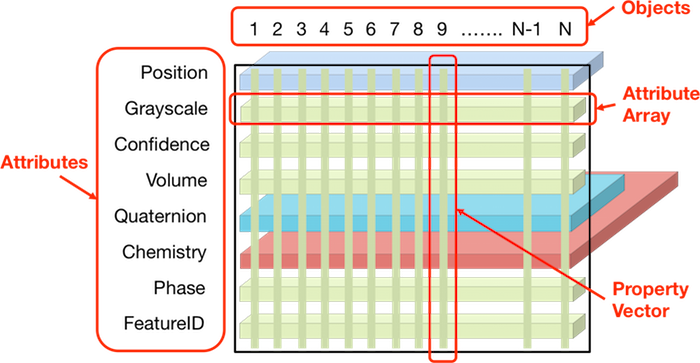 Objects
1 2 3 4 5 6 7 8 9 ....... N-1 N
Position
Grayscale
Attribute
Array
Confidence
Attributes
Volume
Quaternion
Chemistry
Phase
Property
Vector
FeatureID